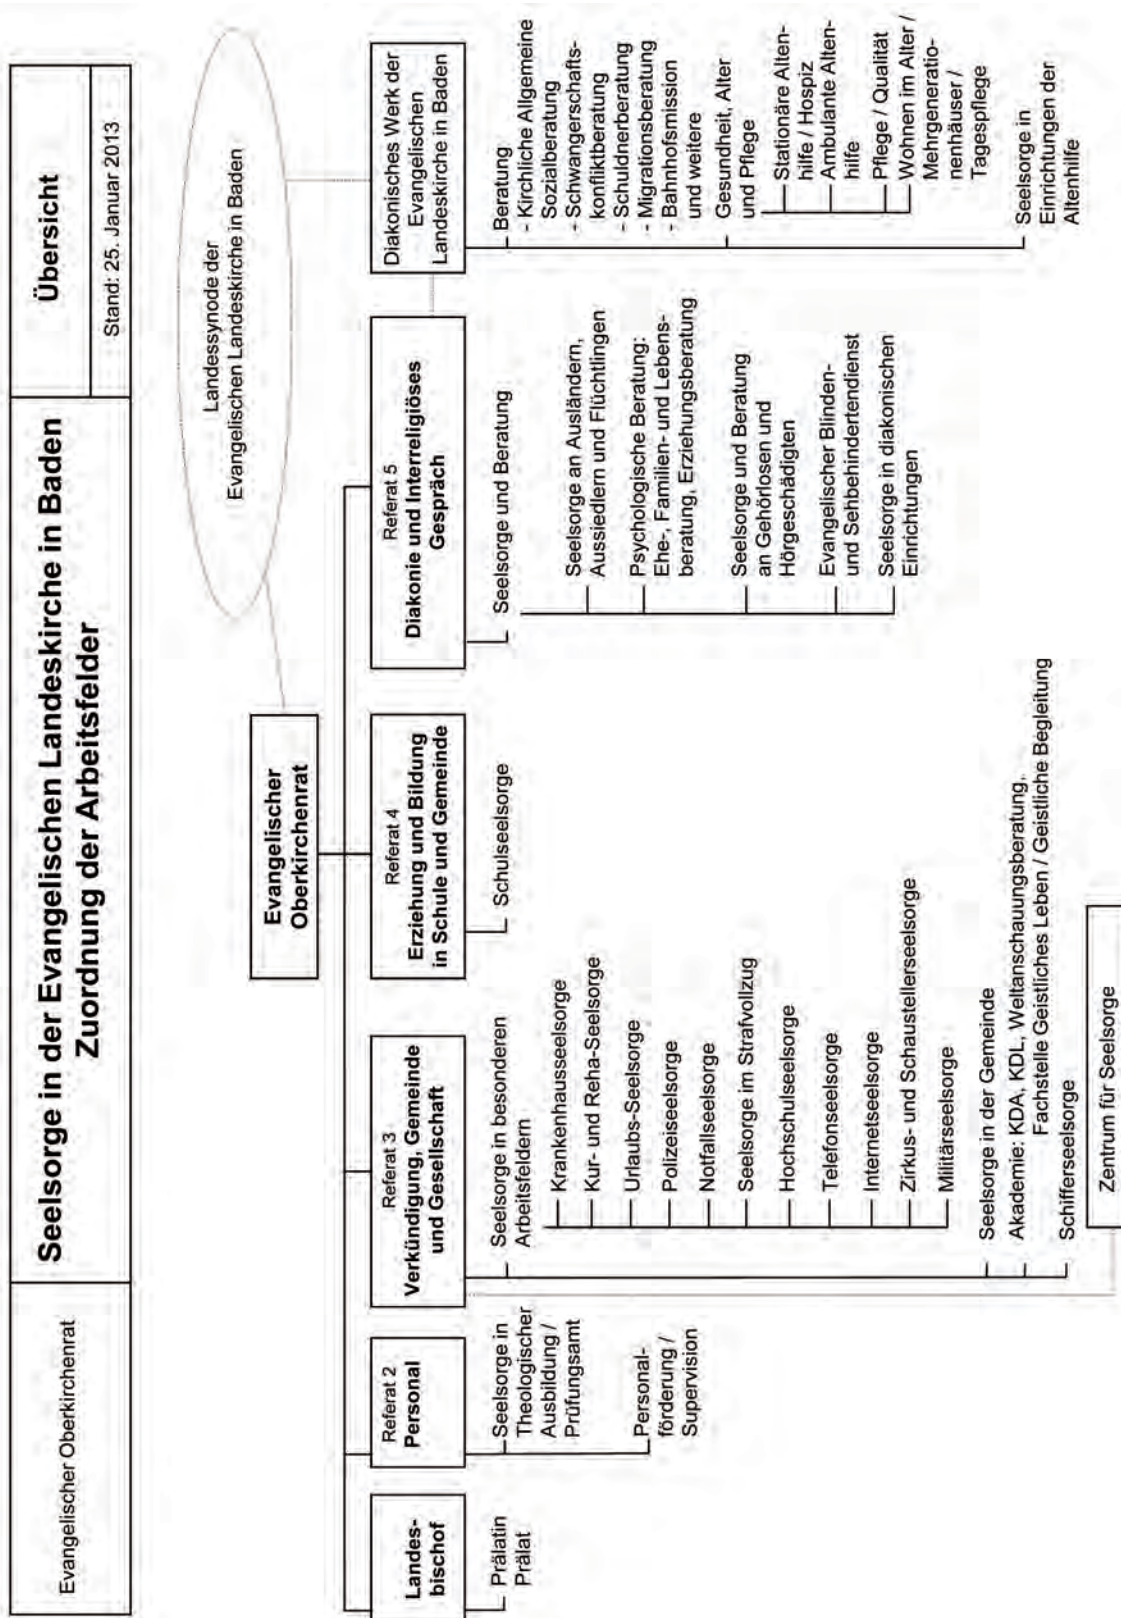 Evangelischer Oberkirchenrat
Seelsorge in der Evangelischen Landeskirche in Baden
Zuordnung der Arbeitsfelder
Übersicht
Stand: 25. Januar 2013
Landessynode der
Evangelischen Landeskirche in Baden
Evangelischer
Oberkirchenrat
Landes-
bischof
Prälatin
Prälat
Referat 2
Personal
Seelsorge in
Theologischer
Ausbildung /
Prüfungsamt
Personal-
förderung /
Supervision
Referat 3
Verkündigung, Gemeinde
und Gesellschaft
Seelsorge in besonderen
Arbeitsfeldern
Krankenhausseelsorge
Kur- und Reha-Seelsorge
Urlaubs-Seelsorge
Polizeiseelsorge
Notfallseelsorge
Seelsorge im Strafvollzug
Hochschulseelsorge
Telefonseelsorge
Internetseelsorge
Zirkus- und Schaustellerseelsorge
Militärseelsorge
Seelsorge in der Gemeinde
Akademie: KDA, KDL, Weltanschauungsberatung,
Fachstelle Geistliches Leben / Geistliche Begleitung
Schifferseelsorge
Zentrum für Seelsorge
Referat 4
Erziehung und Bildung
in Schule und Gemeinde
Schulseelsorge
Referat 5
Diakonie und Interreligiöses
Gespräch
Seelsorge und Beratung
Seelsorge an Ausländern,
Aussiedlern und Flüchtlingen
Psychologische Beratung:
Ehe-, Familien- und Lebens-
beratung, Erziehungsberatung
Seelsorge und Beratung
an Gehörlosen und
Hörgeschädigten
Evangelischer Blinden-
und Sehbehindertendienst
Seelsorge in diakonischen
Einrichtungen
Diakonisches Werk der
Evangelischen
Landeskirche in Baden
Beratung
- Kirchliche Allgemeine
Sozialberatung
- Schwangerschafts-
konfliktberatung
- Schuldnerberatung
- Migrationsberatung
- Bahnhofsmission
und weitere
Gesundheit, Alter
und Pflege
Stationäre Alten-
hilfe / Hospiz
Ambulante Alten-
hilfe
Pflege / Qualität
Wohnen im Alter /
Mehrgeneratio-
nenhäuser /
Tagespflege
Seelsorge in
Einrichtungen der
Altenhilfe